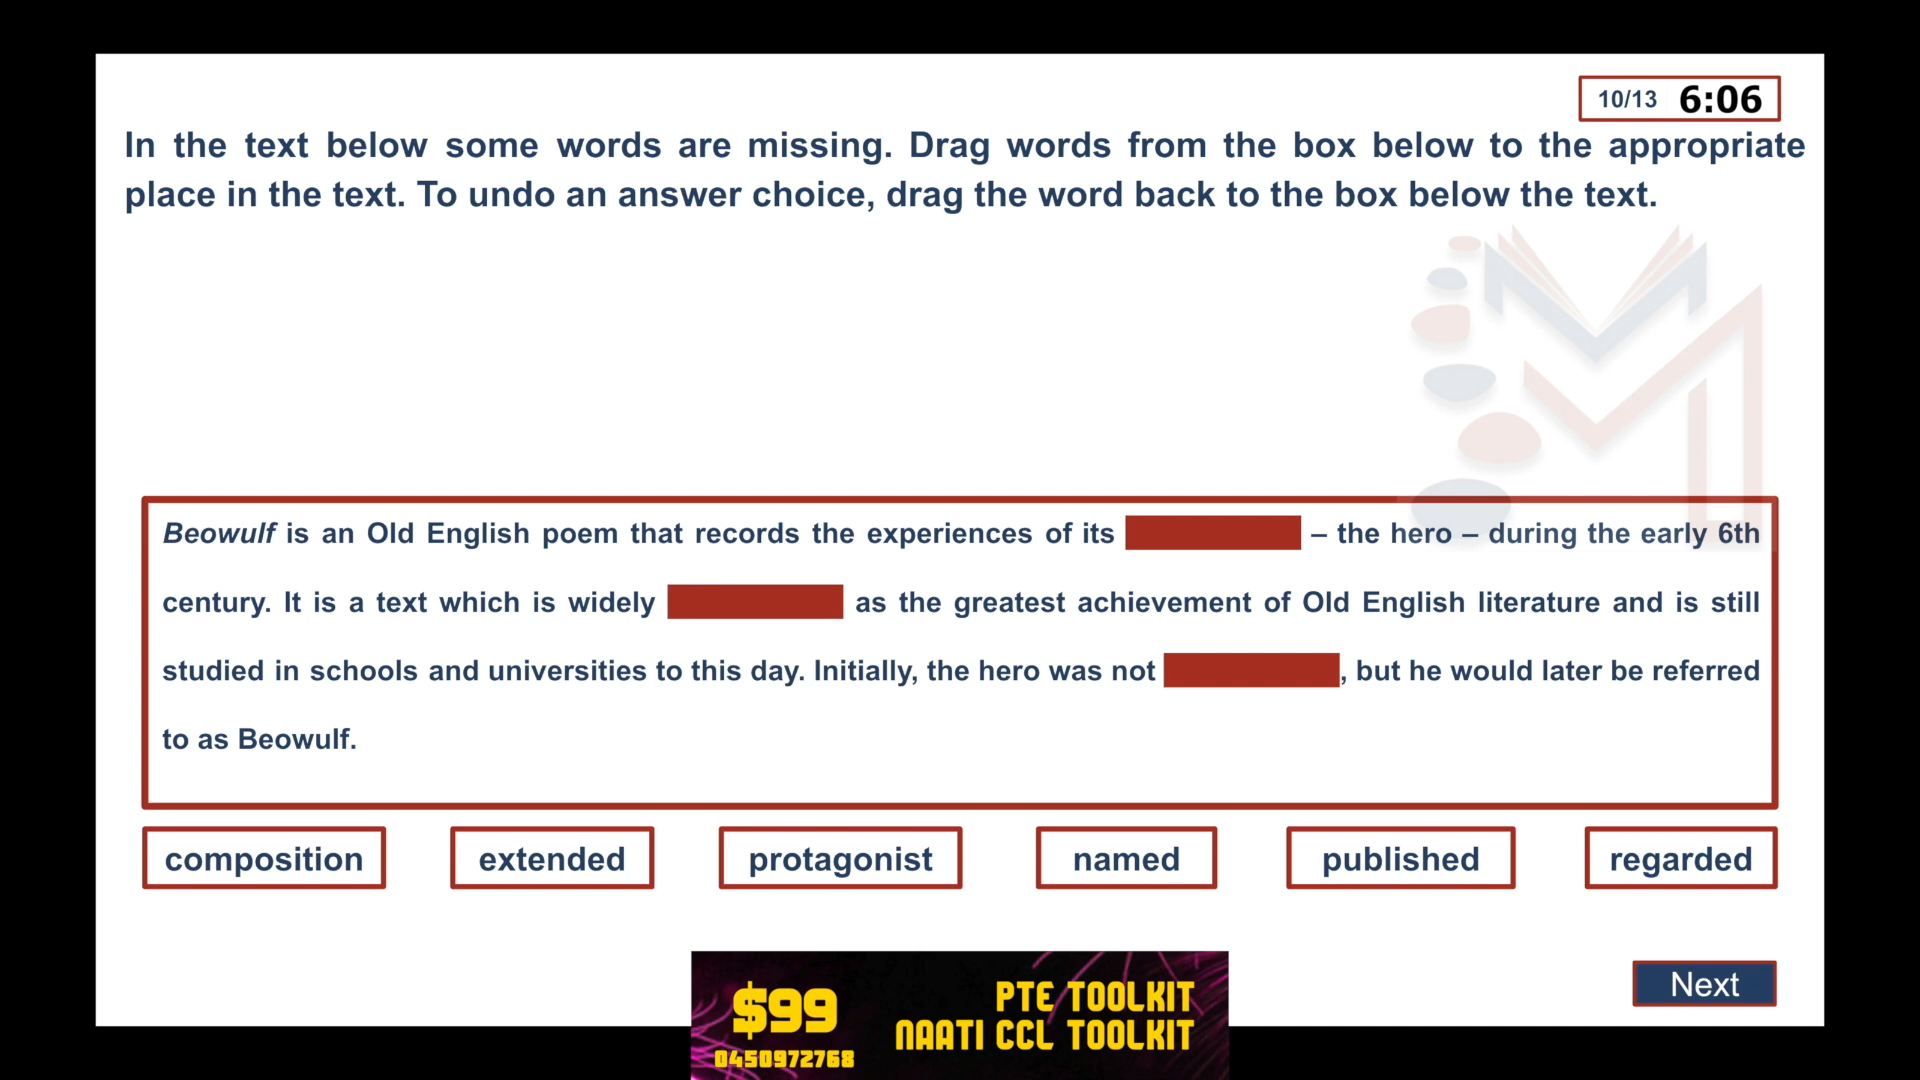 10/13 6:06
In the text below some words are missing. Drag words from the box below to the appropriate
place in the text. To undo an answer choice, drag the word back to the box below the text.
Beowulf is an Old English poem that records the experiences of its – the hero – during the early 6th
century. It is a text which is widely as the greatest achievement of Old English literature and is still
studied in schools and universities to this day. Initially, the hero was not , but he would later be referred
to as Beowulf.
composition extended protagonist named published regarded
Next
$99
0450972768
PTE TOOLKIT
NAATI CCL TOOLKIT